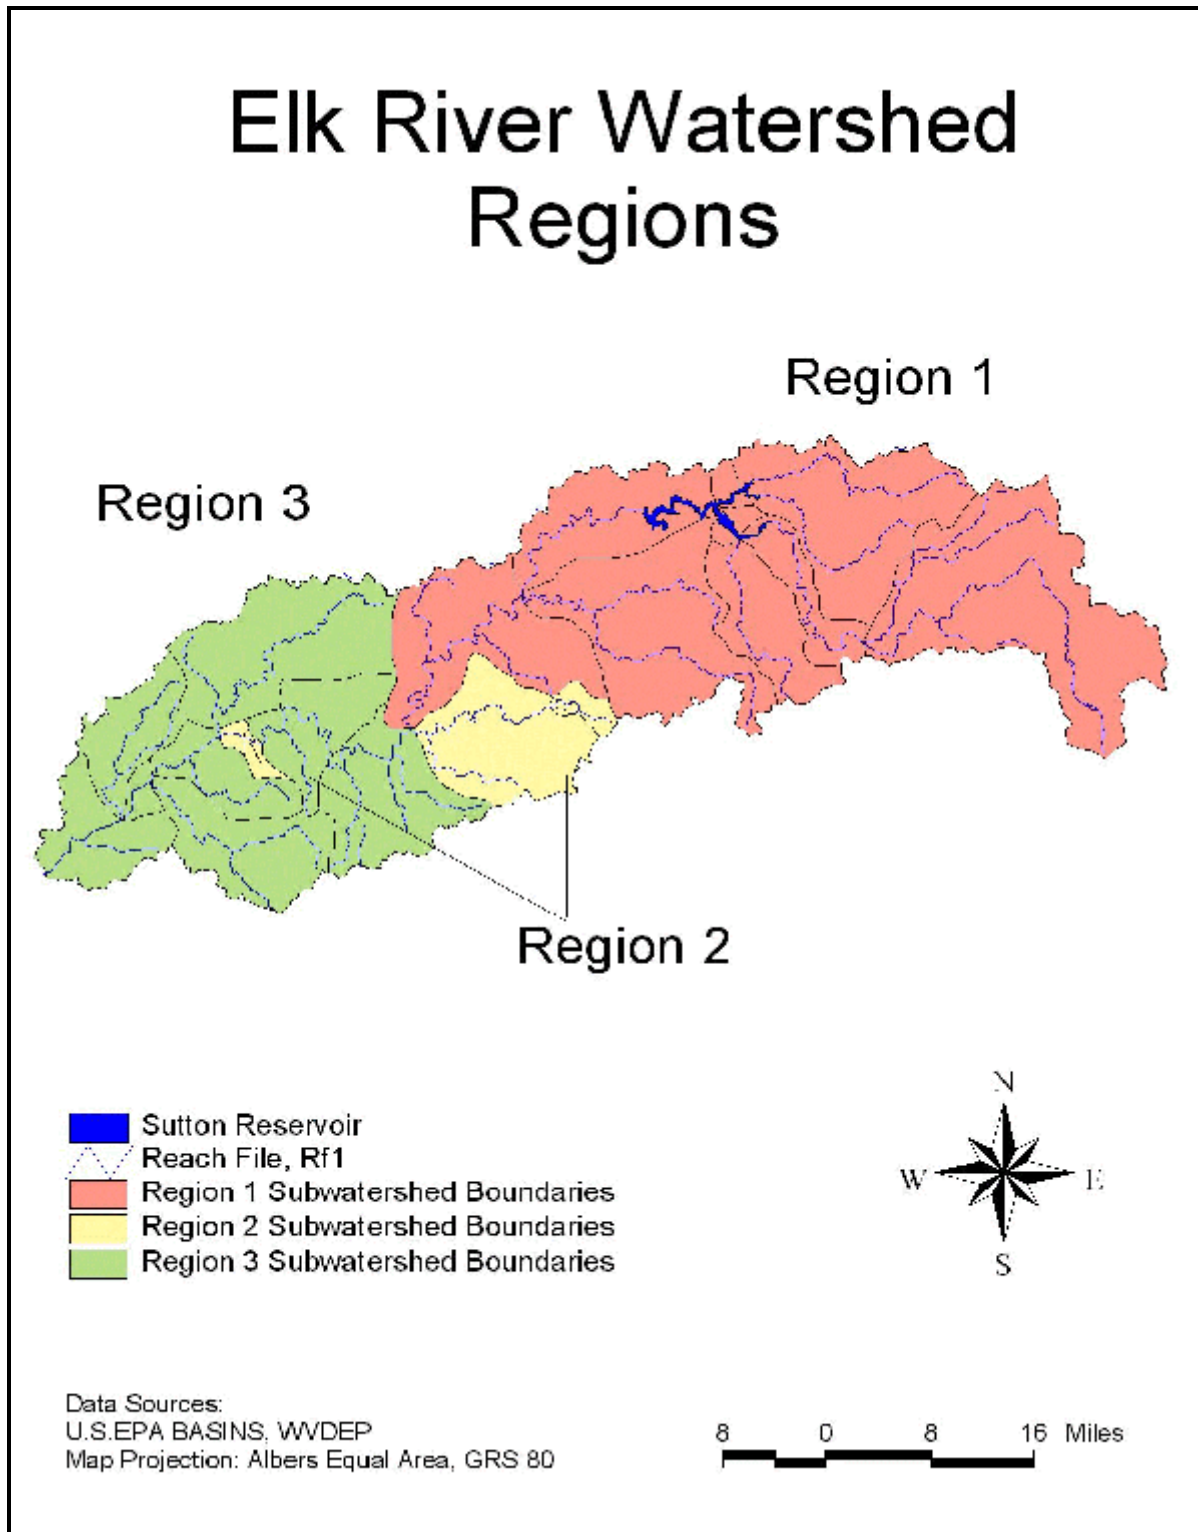 Elk River Watershed
Regions
Region 1
Region 3
Region 2
Sutton Reservoir
Reach File, Rf1
Region 1 Subwatershed Boundaries
Region 2 Subwatershed Boundaries
Region 3 Subwatershed Boundaries
N
W E
S
Data Sources:
U.S.EPA BASINS, WVDEP
Map Projection: Albers Equal Area, GRS 80
8 0 8 16 Miles